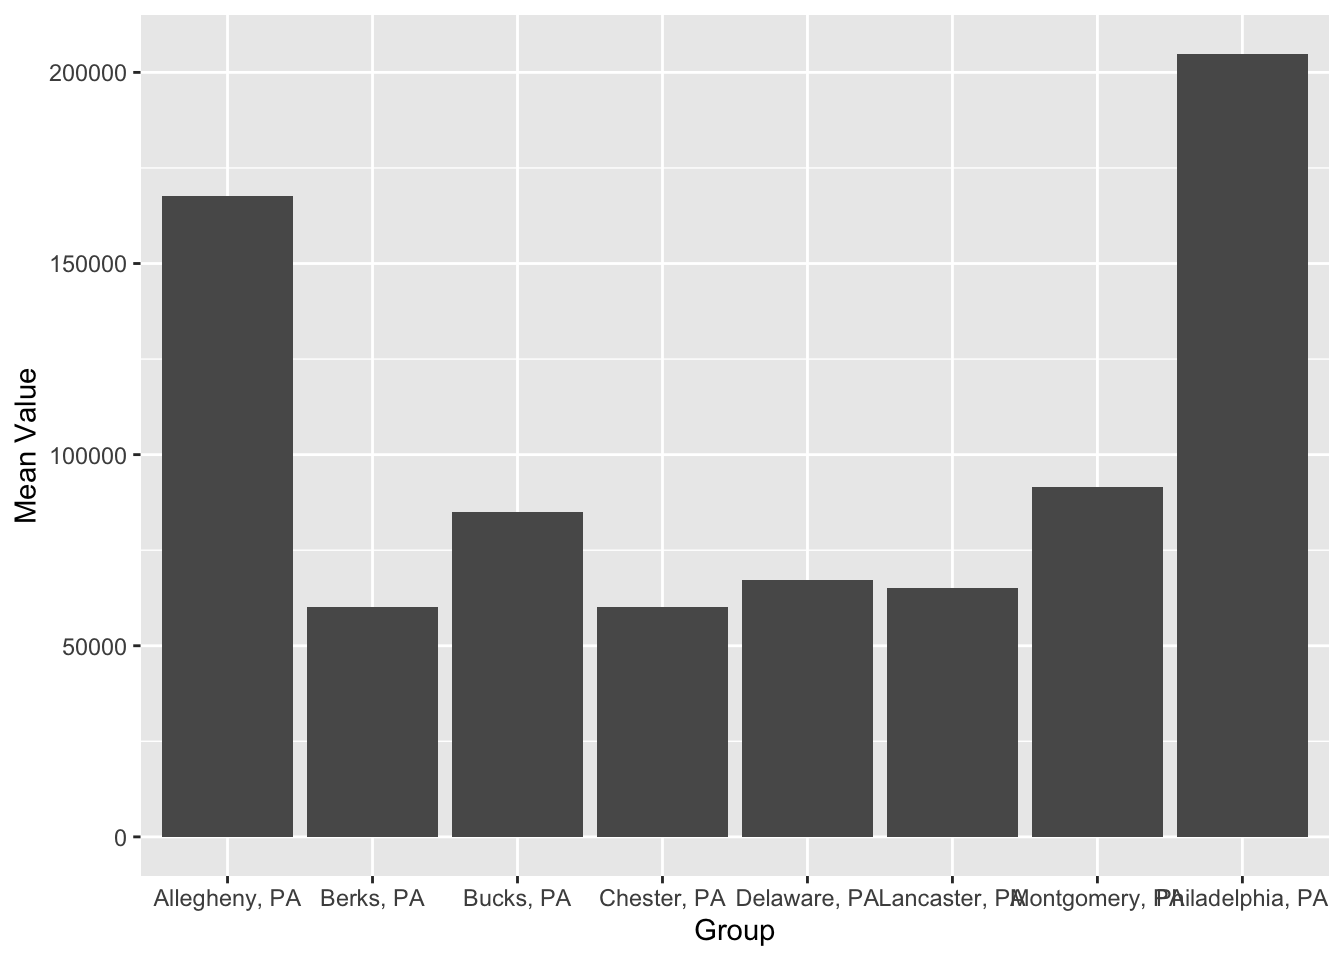 200000
150000
100000
50000
0
Mean Value
Allegheny, PA Berks, PA Bucks, PA Chester, PA Delaware, PA Lancaster, PA Montgomery, PA Philadelphia, PA
Group